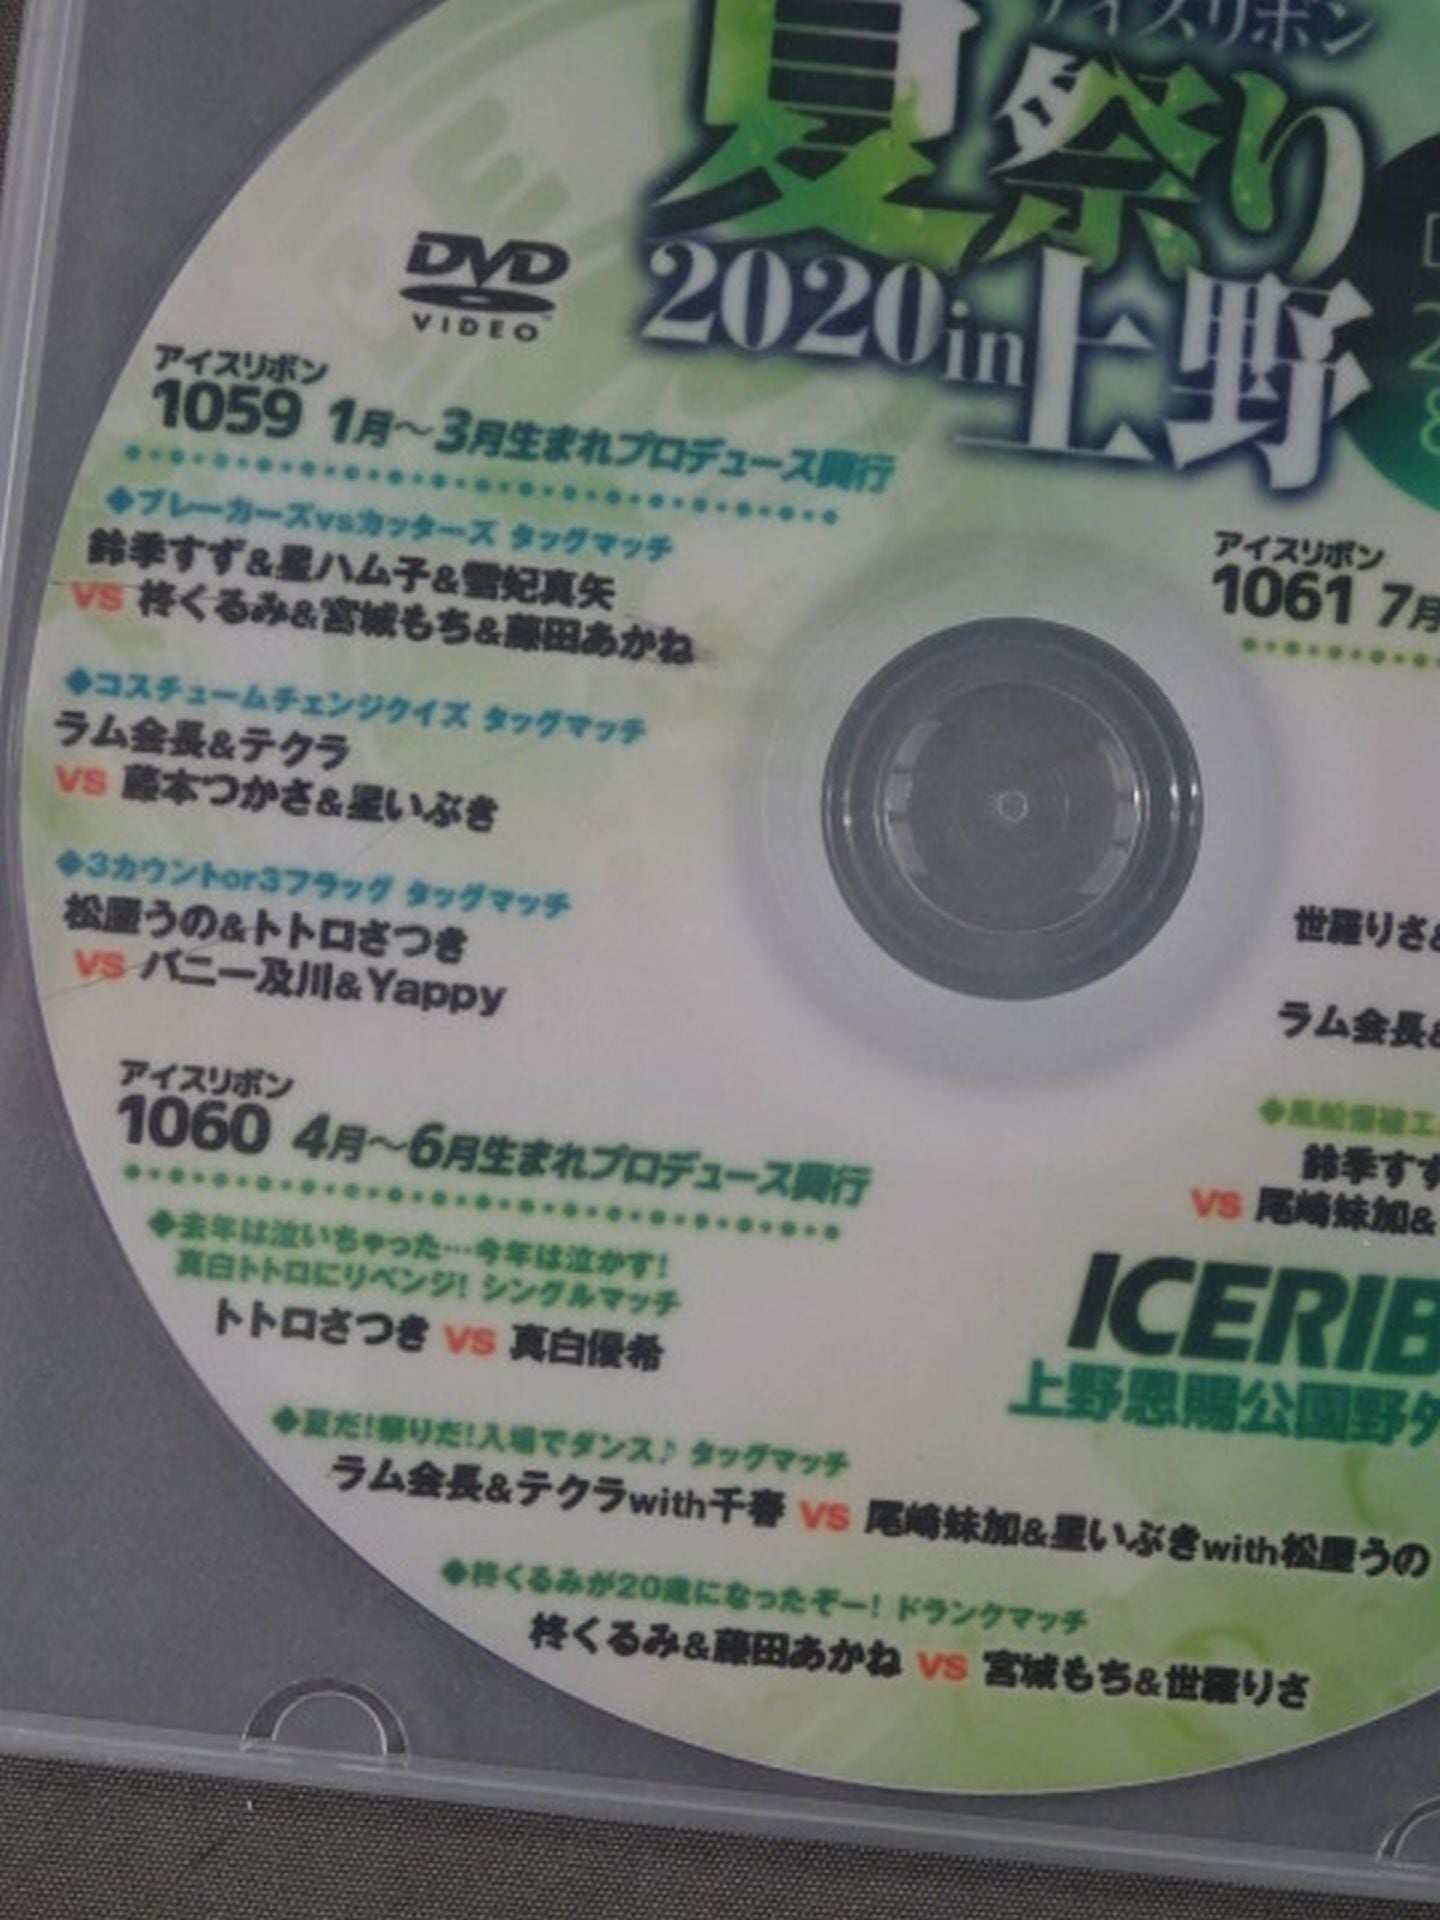 アイスリボン
夏祭り
2020in上野
DVD
VIDEO
アイスリボン
1059 1月～3月生まれプロデュース興行
◆ブレーカーズvsカッターズ タッグマッチ
鈴季すず&星ハム子&雪妃真矢
VS 柊くるみ&宮城もち&藤田あかね
◆コスチュームチェンジクイズ タッグマッチ
ラム会長&テクラ
VS 藤本つかさ&星いぶき
◆3カウントor3フラッグ タッグマッチ
松屋うの&トトロさつき
VS バニー及川&Yappy
アイスリボン
1060 4月～6月生まれプロデュース興行
◆去年は泣いちゃった…今年は泣かす!
真白トトロにリベンジ! シングルマッチ
トトロさつき VS 真白優希
◆夏だ!祭りだ!入場でダンス♪ タッグマッチ
ラム会長&テクラwith千春 VS 尾﨑妹加&星いぶきwith松屋うの
◆柊くるみが20歳になったぞー! ドランクマッチ
柊くるみ&藤田あかね VS 宮城もち&世羅りさ
アイスリボン
1061 7月
世羅りさ&
ラム会長&
鈴季すず
VS 尾﨑妹加&
ICERIB
上野恩賜公園野外